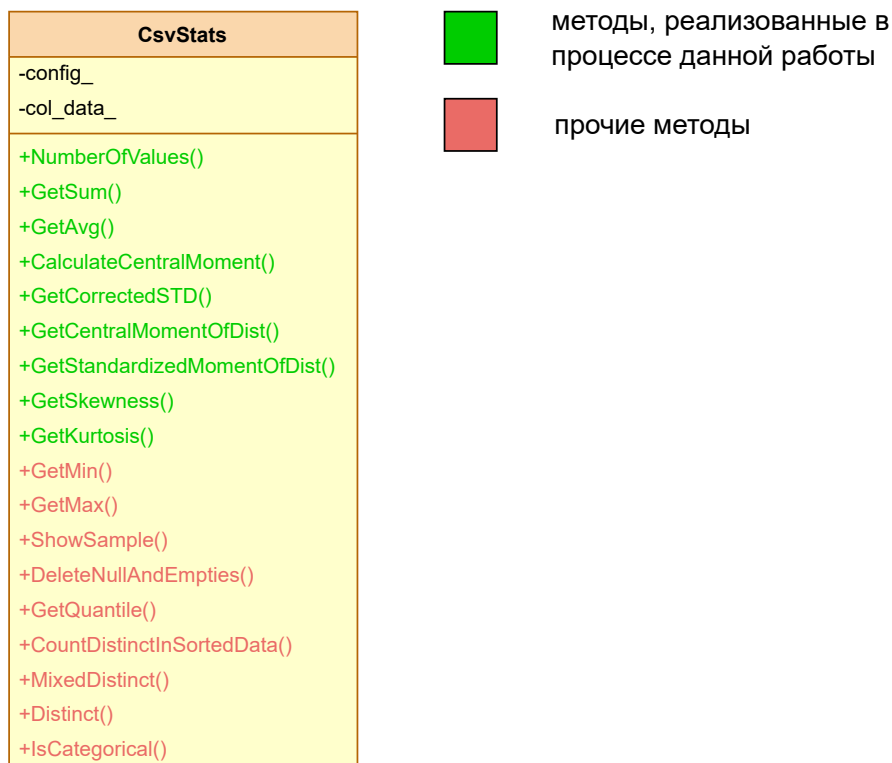 CsvStats
-config_
-col_data_
+NumberOfValues()
+GetSum()
+GetAvg()
+CalculateCentralMoment()
+GetCorrectedSTD()
+GetCentralMomentOfDist()
+GetStandardizedMomentOfDist()
+GetSkewness()
+GetKurtosis()
+GetMin()
+GetMax()
+ShowSample()
+DeleteNullAndEmpties()
+GetQuantile()
+CountDistinctInSortedData()
+MixedDistinct()
+Distinct()
+IsCategorical()
методы, реализованные в
процессе данной работы
прочие методы